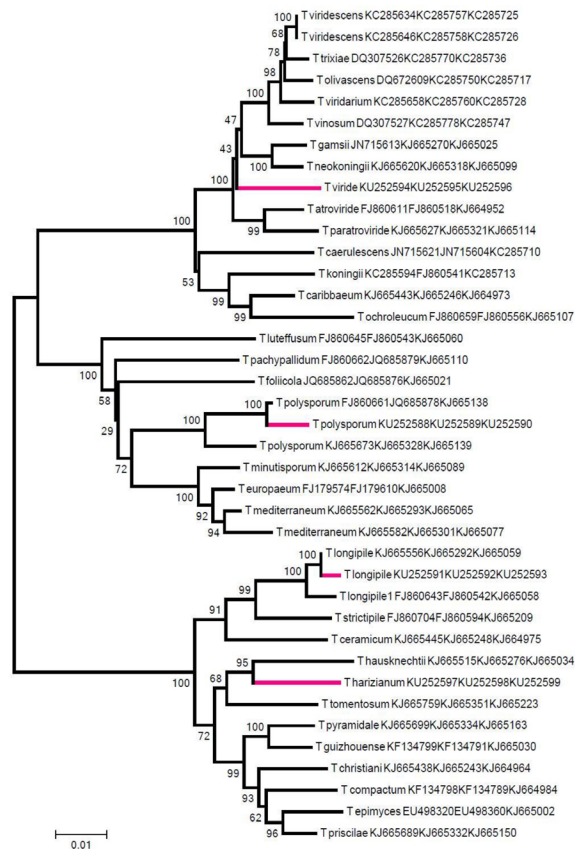 T viridescens KC285634KC285757KC285725
T viridescens KC285646KC285758KC285726
T trixiae DQ307526KC285770KC285736
T olivascens DQ672609KC285750KC285717
T viridarium KC285658KC285760KC285728
T vinosum DQ307527KC285778KC285747
T gamsii JN715613KJ665270KJ665025
T neokoningii KJ665620KJ665318KJ665099
T viride KU252594KU252595KU252596
T atroviride FJ860611FJ860518KJ664952
T paratroviride KJ665627KJ665321KJ665114
T caerulescens JN715621JN715604KC285710
T koningii KC285594FJ860541KC285713
T caribbaeum KJ665443KJ665246KJ664973
T ochroleucum FJ860659FJ860556KJ665107
T luteffusum FJ860645FJ860543KJ665060
T pachypallidum FJ860662JQ685879KJ665110
T foliicola JQ685862JQ685876KJ665021
T polysporum FJ860661JQ685878KJ665138
T polysporum KU252588KU252589KU252590
T polysporum KJ665673KJ665328KJ665139
T minutisporum KJ665612KJ665314KJ665089
T europaeum FJ179574FJ179610KJ665008
T mediterraneum KJ665562KJ665293KJ665065
T mediterraneum KJ665582KJ665301KJ665077
T longipile KJ665556KJ665292KJ665059
T longipile KU252591KU252592KU252593
T longipile1 FJ860643FJ860542KJ665058
T strictipile FJ860704FJ860594KJ665209
T ceramicum KJ665445KJ665248KJ664975
T hausknechtii KJ665515KJ665276KJ665034
T harizianum KU252597KU252598KU252599
T tomentosum KJ665759KJ665351KJ665223
T pyramidale KJ665699KJ665334KJ665163
T guizhouense KF134799KF134791KJ665030
T christiani KJ665438KJ665243KJ664964
T compactum KF134798KF134789KJ664984
T epimyces EU498320EU498360KJ665002
T priscilae KJ665689KJ665332KJ665150
100
68
78
98
100
47
100
43
100
99
100
53
99
99
100
58
100
100
29
72
100
92
94
100
100
99
91
95
100
68
100
72
99
93
62
96
0.01